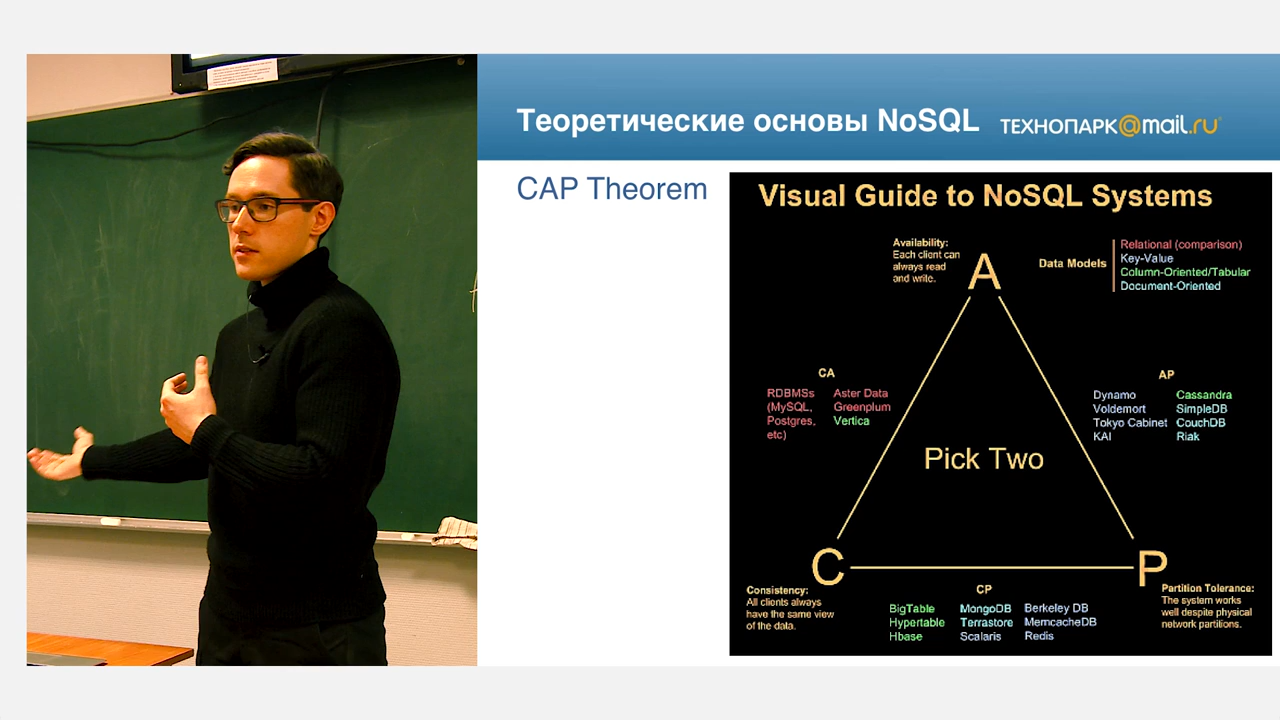 Теоретические основы NoSQL
ТЕХНОПАРК@mail.ru
CAP Theorem
Visual Guide to NoSQL Systems
Availability:
Each client can
always read
and write.
A
Data Models
Relational (comparison)
Key-Value
Column-Oriented/Tabular
Document-Oriented
CA
RDBMSs
(MySQL,
Postgres,
etc)
Aster Data
Greenplum
Vertica
AP
Dynamo
Voldemort
Tokyo Cabinet
KAI
Cassandra
SimpleDB
CouchDB
Riak
Pick Two
C
P
Consistency:
All clients always
have the same view
of the data.
CP
BigTable
Hypertable
Hbase
MongoDB
Terrastore
Scalaris
Berkeley DB
MemcacheDB
Redis
Partition Tolerance:
The system works
well despite physical
network partitions.